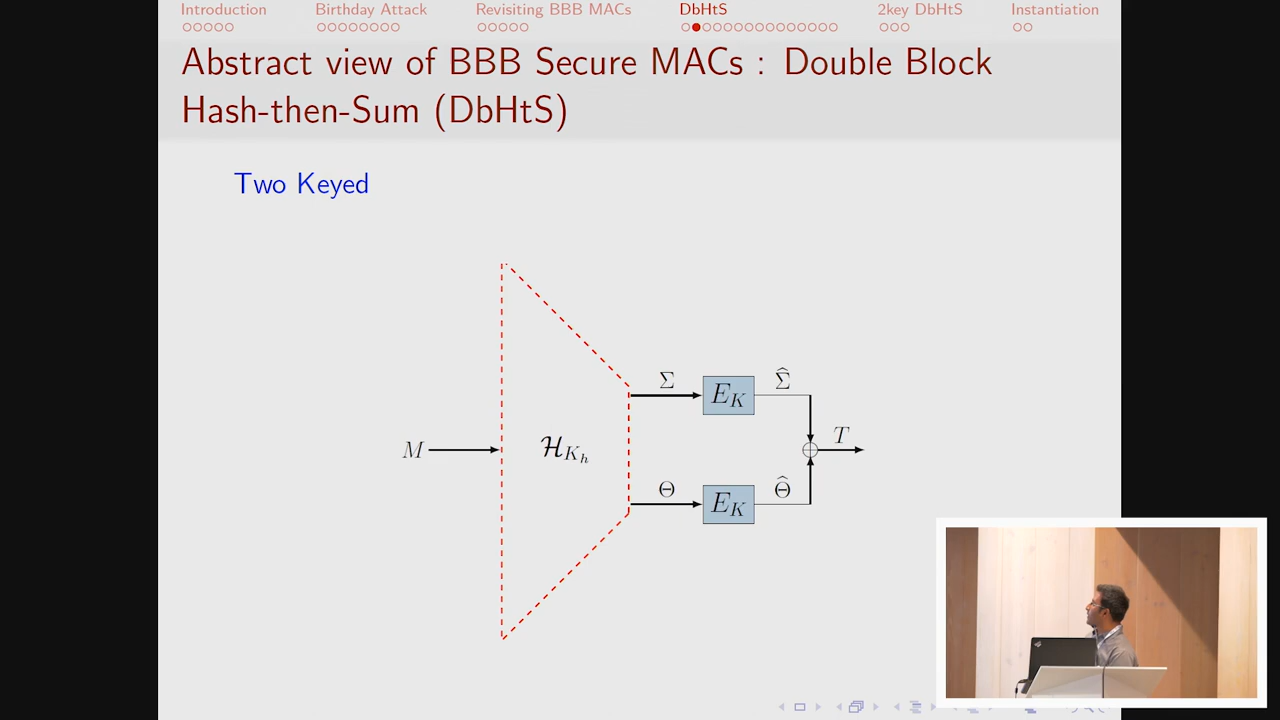 Introduction Birthday Attack Revisiting BBB MACs DbHtS 2key DbHtS Instantiation
Abstract view of BBB Secure MACs : Double Block
Hash-then-Sum (DbHtS)
Two Keyed
Σ E_K Σ̂
M H_{K_h} T
Θ E_K Θ̂